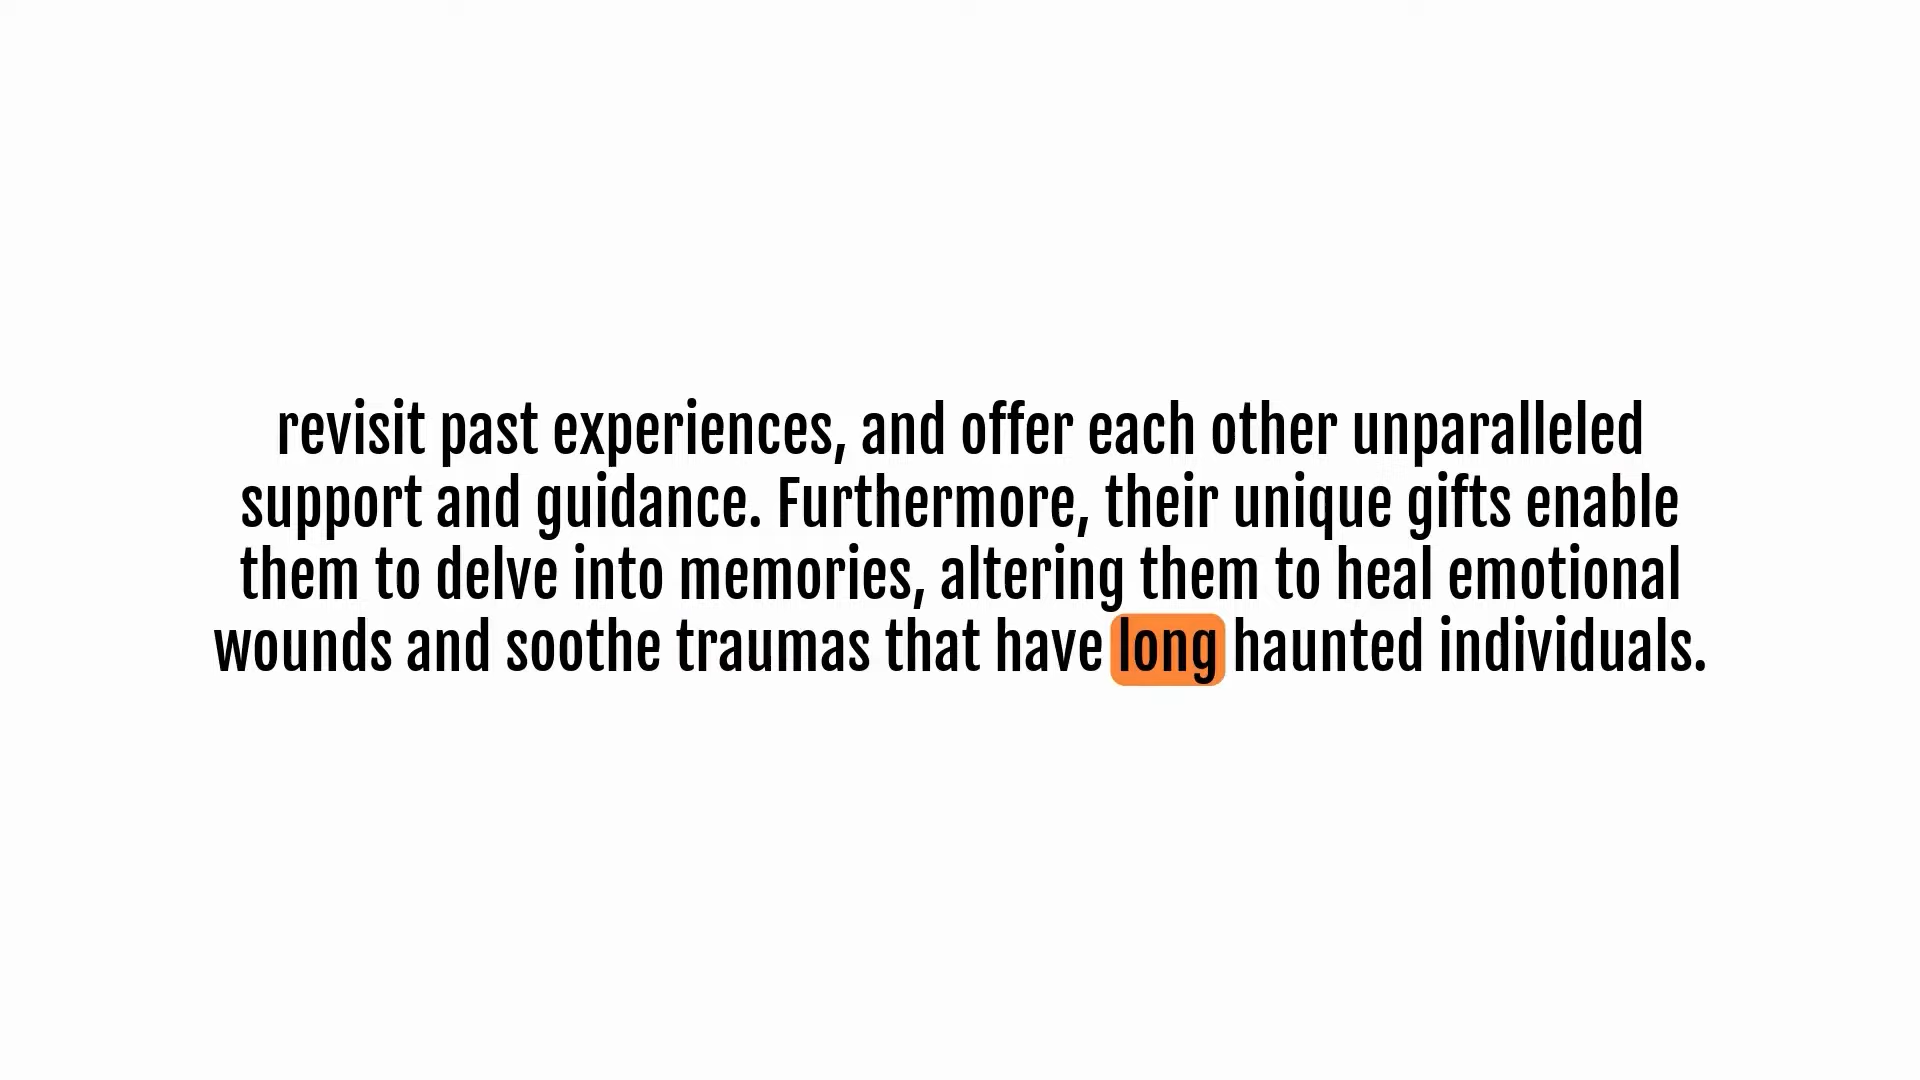 revisit past experiences, and offer each other unparalleled
support and guidance. Furthermore, their unique gifts enable
them to delve into memories, altering them to heal emotional
wounds and soothe traumas that have long haunted individuals.